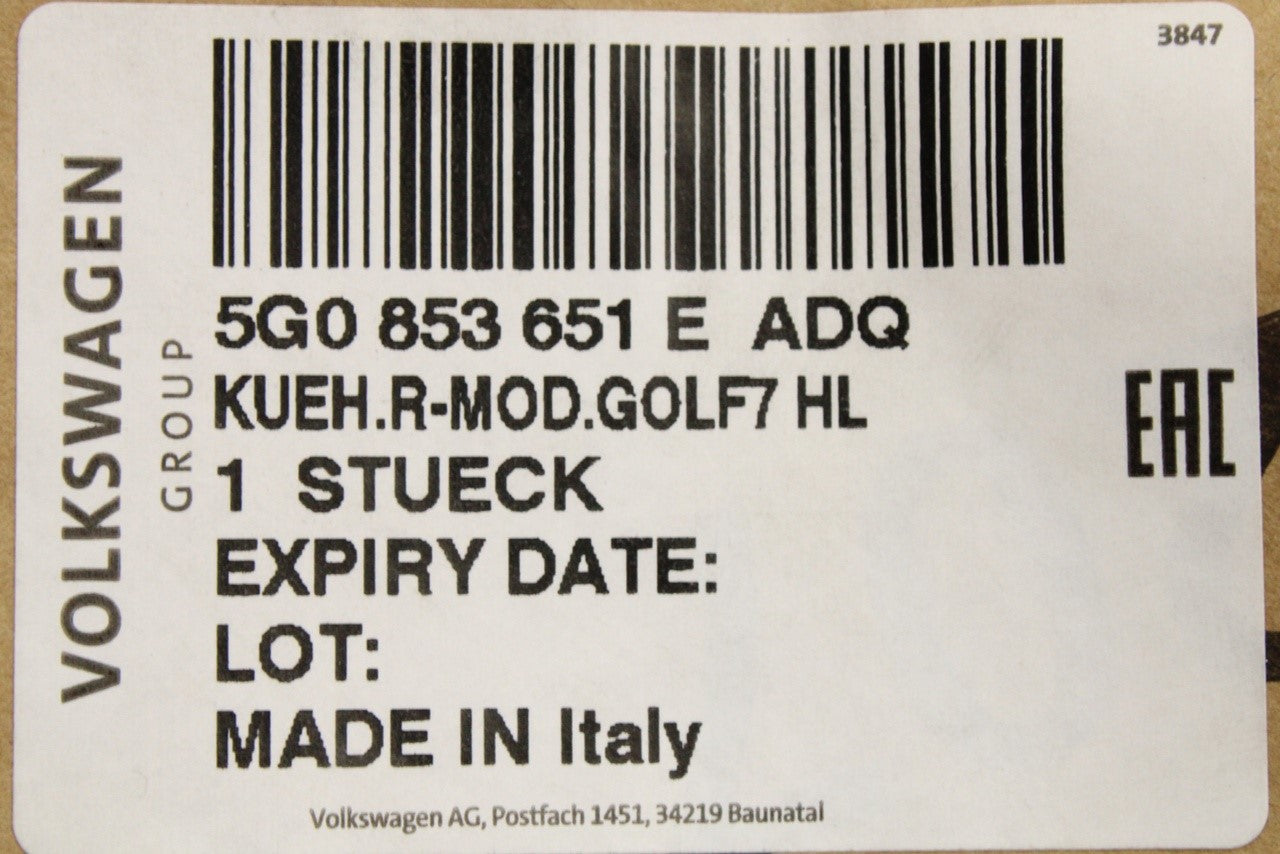 3847
VOLKSWAGEN
GROUP
5G0 853 651 E ADQ
KUEH.R-MOD.GOLF7 HL
1 STUECK
EXPIRY DATE:
LOT:
MADE IN Italy
EAC
Volkswagen AG, Postfach 1451, 34219 Baunatal